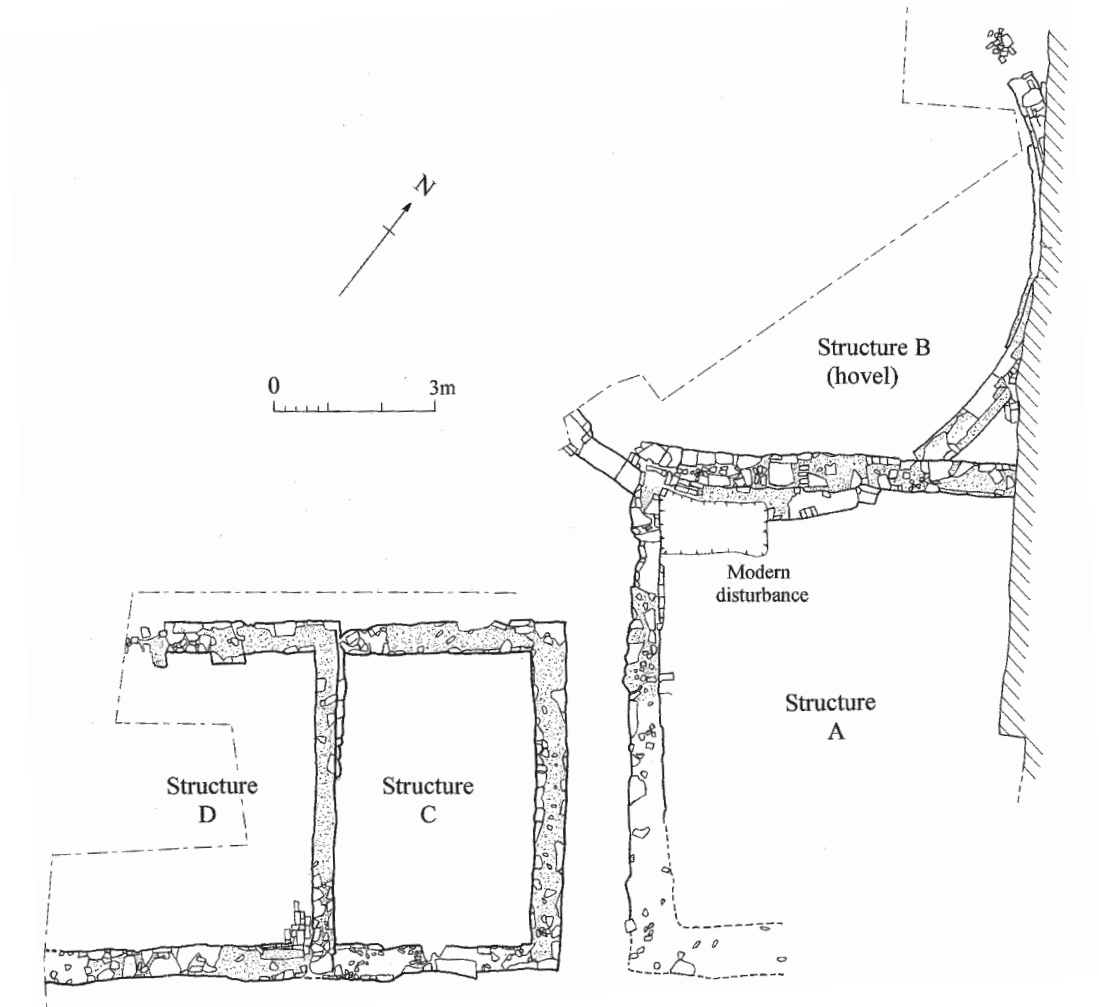 N
0 3m
Structure B
(hovel)
Modern
disturbance
Structure
A
Structure
D
Structure
C